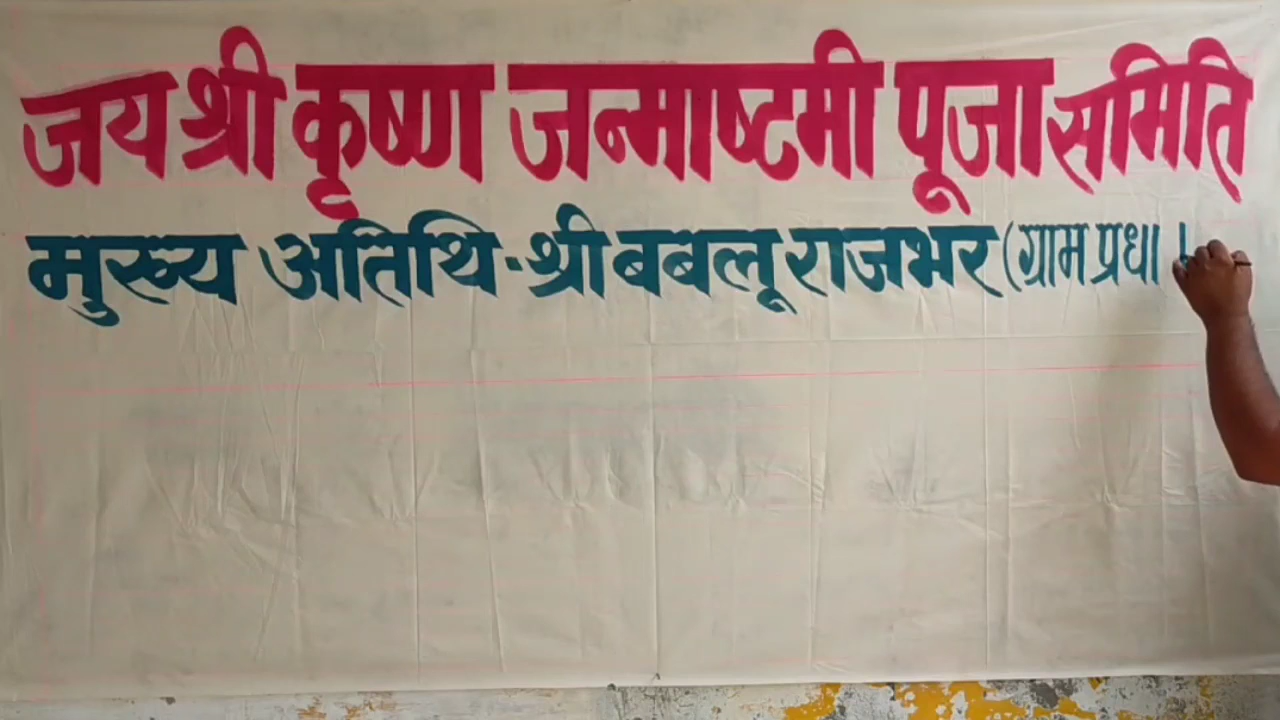 जय श्री कृष्ण जन्माष्टमी पूजा समिति
मुख्य अतिथि-श्री बबलू राजभर (ग्राम प्रधा